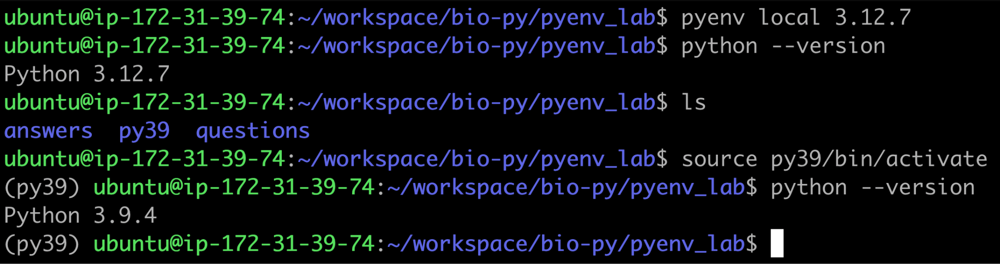 ubuntu@ip-172-31-39-74:~/workspace/bio-py/pyenv_lab$ pyenv local 3.12.7
ubuntu@ip-172-31-39-74:~/workspace/bio-py/pyenv_lab$ python --version
Python 3.12.7
ubuntu@ip-172-31-39-74:~/workspace/bio-py/pyenv_lab$ ls
answers  py39  questions
ubuntu@ip-172-31-39-74:~/workspace/bio-py/pyenv_lab$ source py39/bin/activate
(py39) ubuntu@ip-172-31-39-74:~/workspace/bio-py/pyenv_lab$ python --version
Python 3.9.4
(py39) ubuntu@ip-172-31-39-74:~/workspace/bio-py/pyenv_lab$